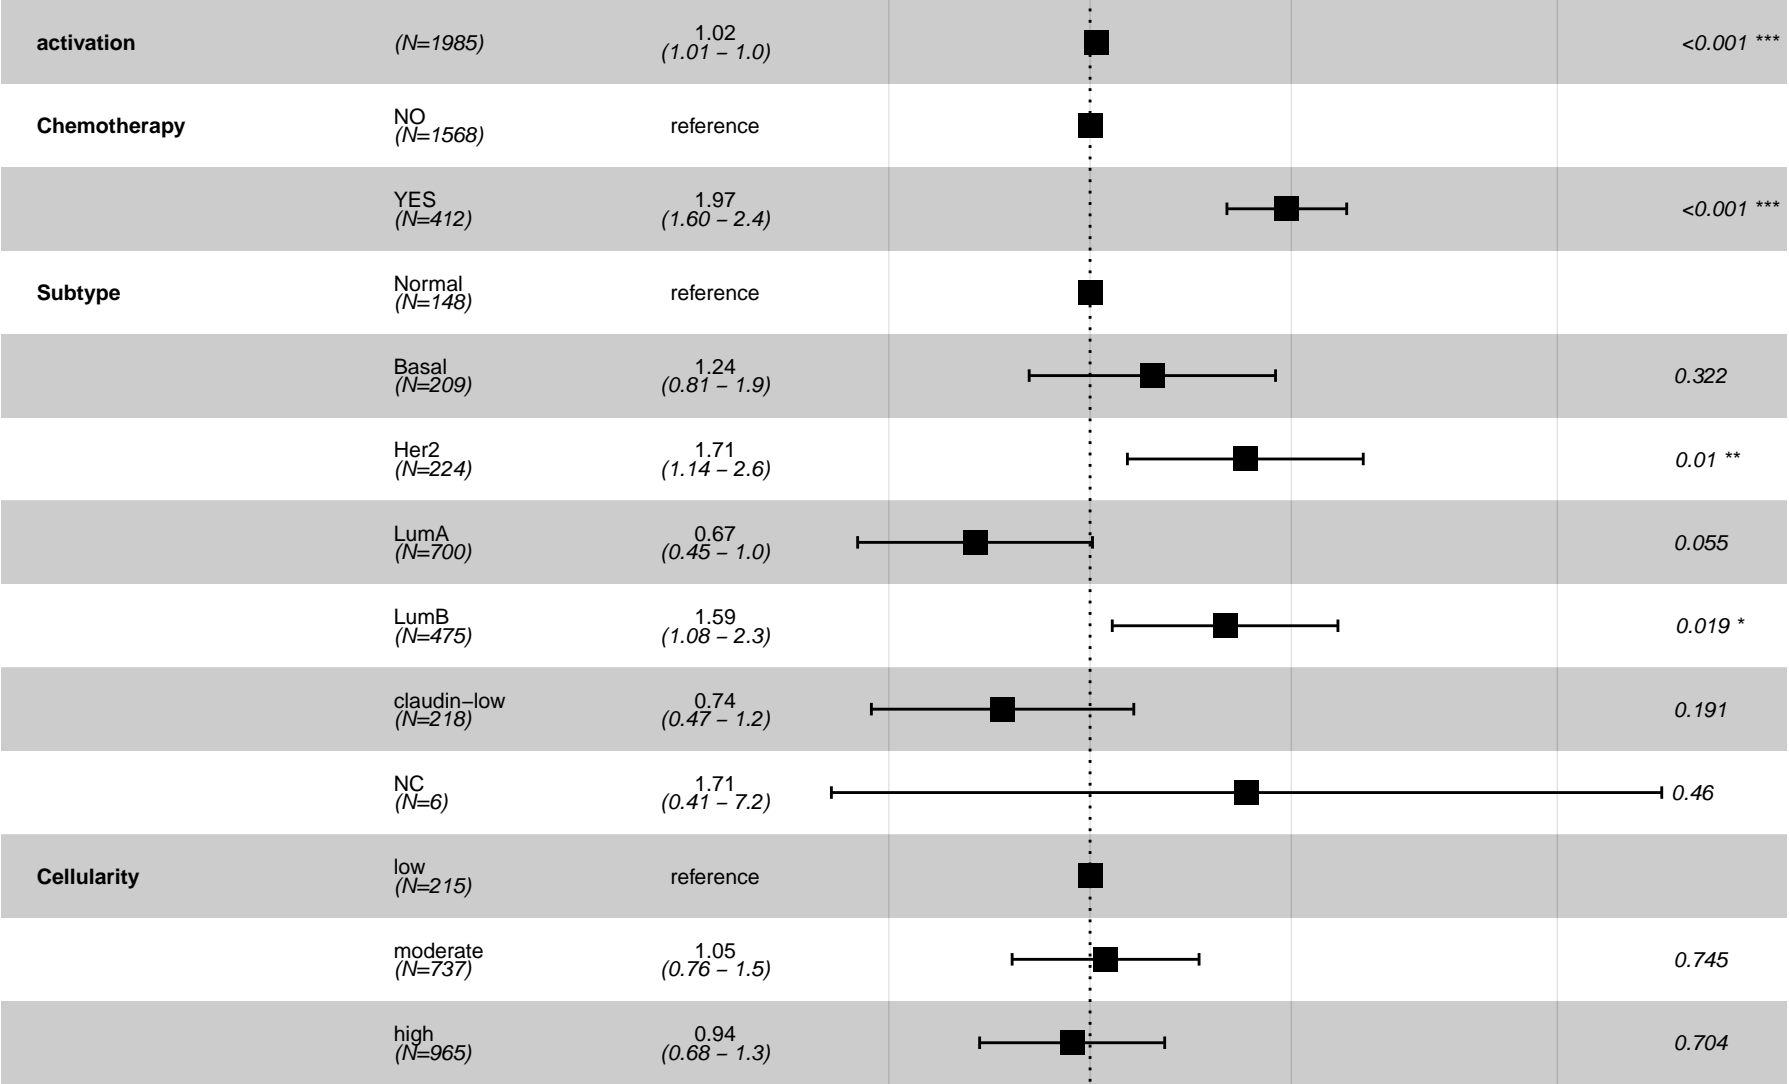 activation (N=1985) 1.02 <0.001 ***
(1.01 – 1.0)
Chemotherapy NO reference
(N=1568)
YES 1.97 <0.001 ***
(N=412) (1.60 – 2.4)
Subtype Normal reference
(N=148)
Basal 1.24 0.322
(N=209) (0.81 – 1.9)
Her2 1.71 0.01 **
(N=224) (1.14 – 2.6)
LumA 0.67 0.055
(N=700) (0.45 – 1.0)
LumB 1.59 0.019 *
(N=475) (1.08 – 2.3)
claudin–low 0.74 0.191
(N=218) (0.47 – 1.2)
NC 1.71 0.46
(N=6) (0.41 – 7.2)
Cellularity low reference
(N=215)
moderate 1.05 0.745
(N=737) (0.76 – 1.5)
high 0.94 0.704
(N=965) (0.68 – 1.3)